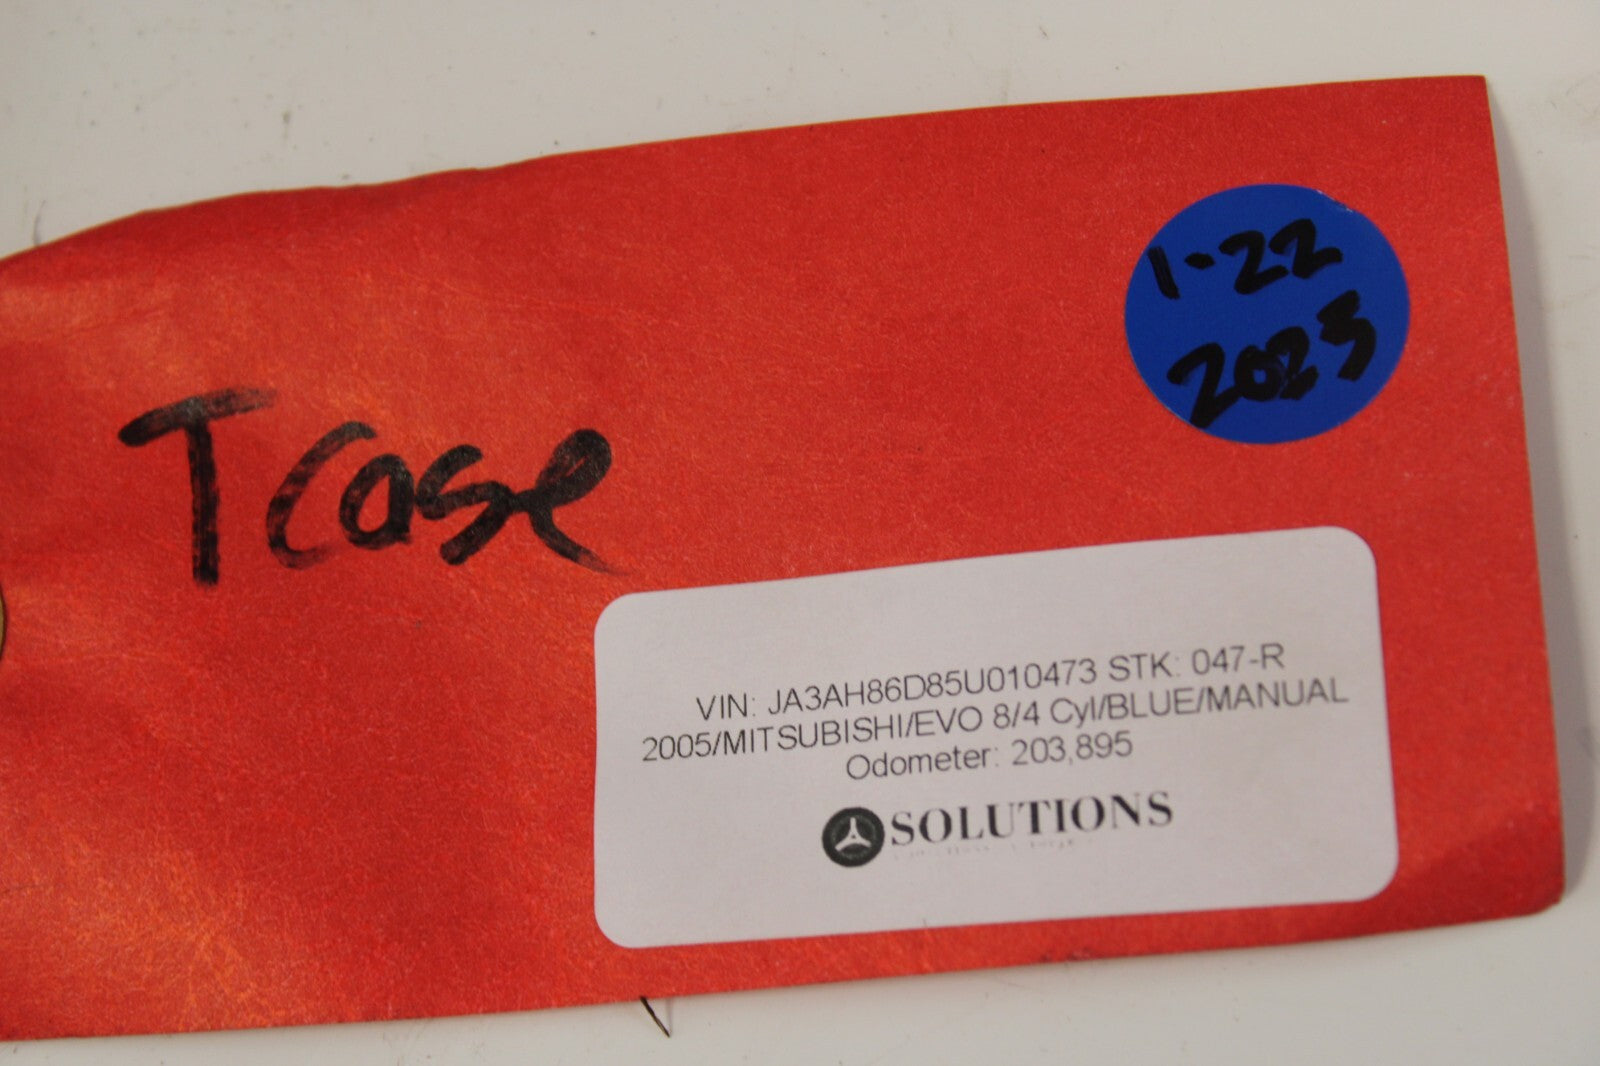 1-22
2023
Tcase
VIN: JA3AH86D85U010473 STK: 047-R
2005/MITSUBISHI/EVO 8/4 Cyl/BLUE/MANUAL
Odometer: 203,895
SOLUTIONS